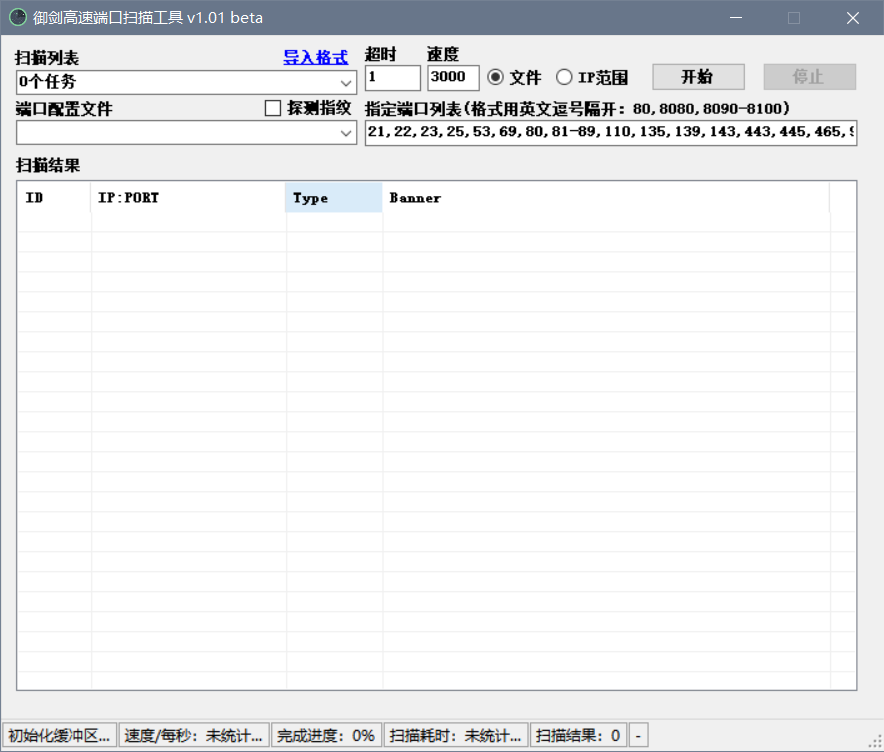 御剑高速端口扫描工具 v1.01 beta
扫描列表 导入格式 超时 速度
0个任务 1 3000 文件 IP范围 开始 停止
端口配置文件 探测指纹 指定端口列表(格式用英文逗号隔开: 80,8080,8090-8100)
21,22,23,25,53,69,80,81-89,110,135,139,143,443,445,465,
扫描结果
ID IP:PORT Type Banner
初始化缓冲区... 速度/每秒: 未统计... 完成进度: 0% 扫描耗时: 未统计... 扫描结果: 0 -